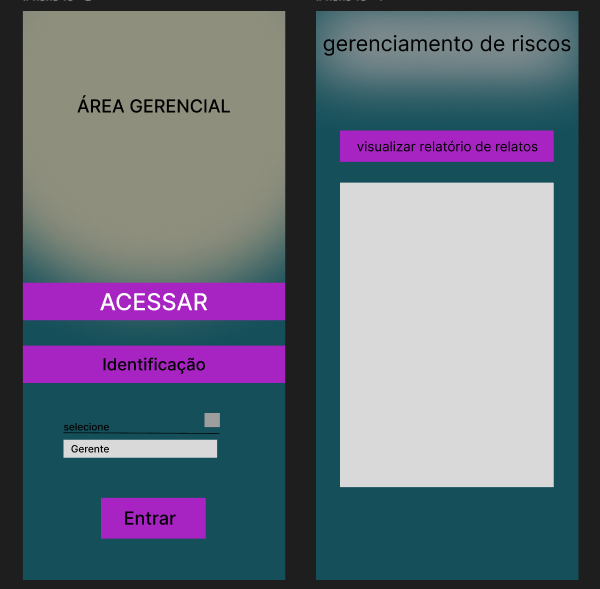 ÁREA GERENCIAL
ACESSAR
Identificação
selecione
Gerente
Entrar
gerenciamento de riscos
visualizar relatório de relatos